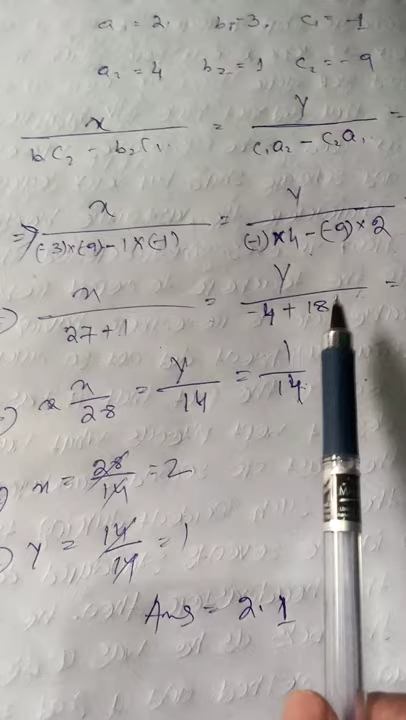 a₁ = 2, b₁ -3, c₁ = -1
a₂ = 4 b₂ = 1 c₂ = -9
x / b₁c₂ - b₂c₁ = y / c₁a₂ - c₂a₁ =
=> x / (-3)×(-9) - 1×(-1) = y / (-1)×4 - (-9)×2
x / 27+1 = y / -4+18 =
x / 28 = y / 14 = 1 / 14
x = 28/14 = 2
y = 14/14 = 1
Ans = 2.1